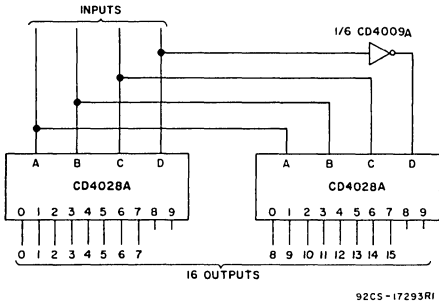 INPUTS
1/6 CD4009A
A B C D
A B C D
CD4028A
CD4028A
0 1 2 3 4 5 6 7 8 9
0 1 2 3 4 5 6 7 8 9
0 1 2 3 4 5 6 7
8 9 10 11 12 13 14 15
16 OUTPUTS
92CS-17293R1